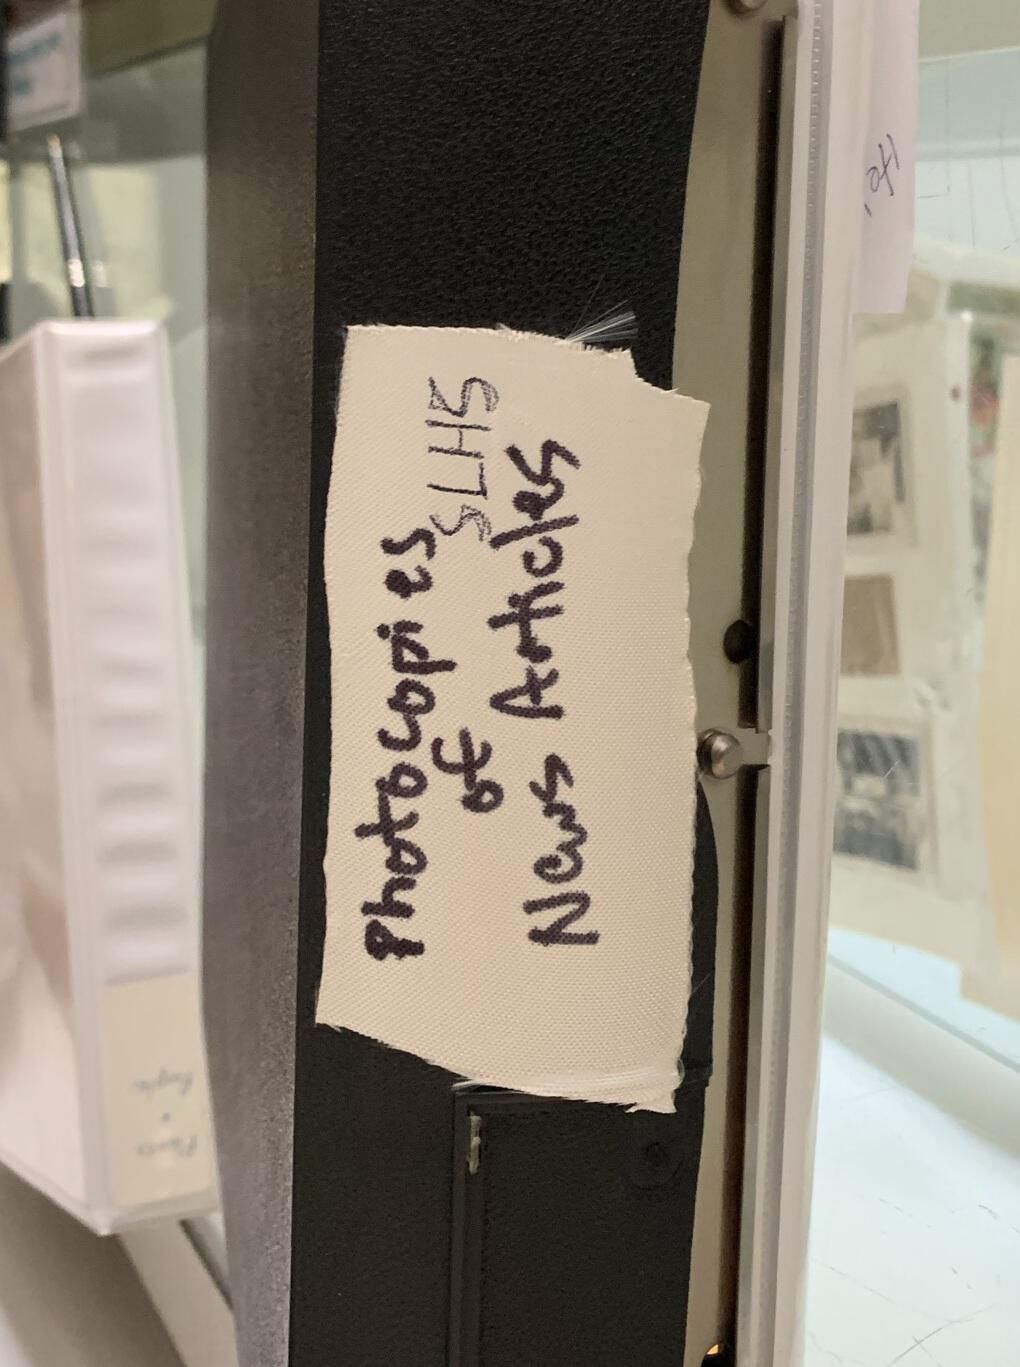 Photocopies
SLHS
of
News Articles